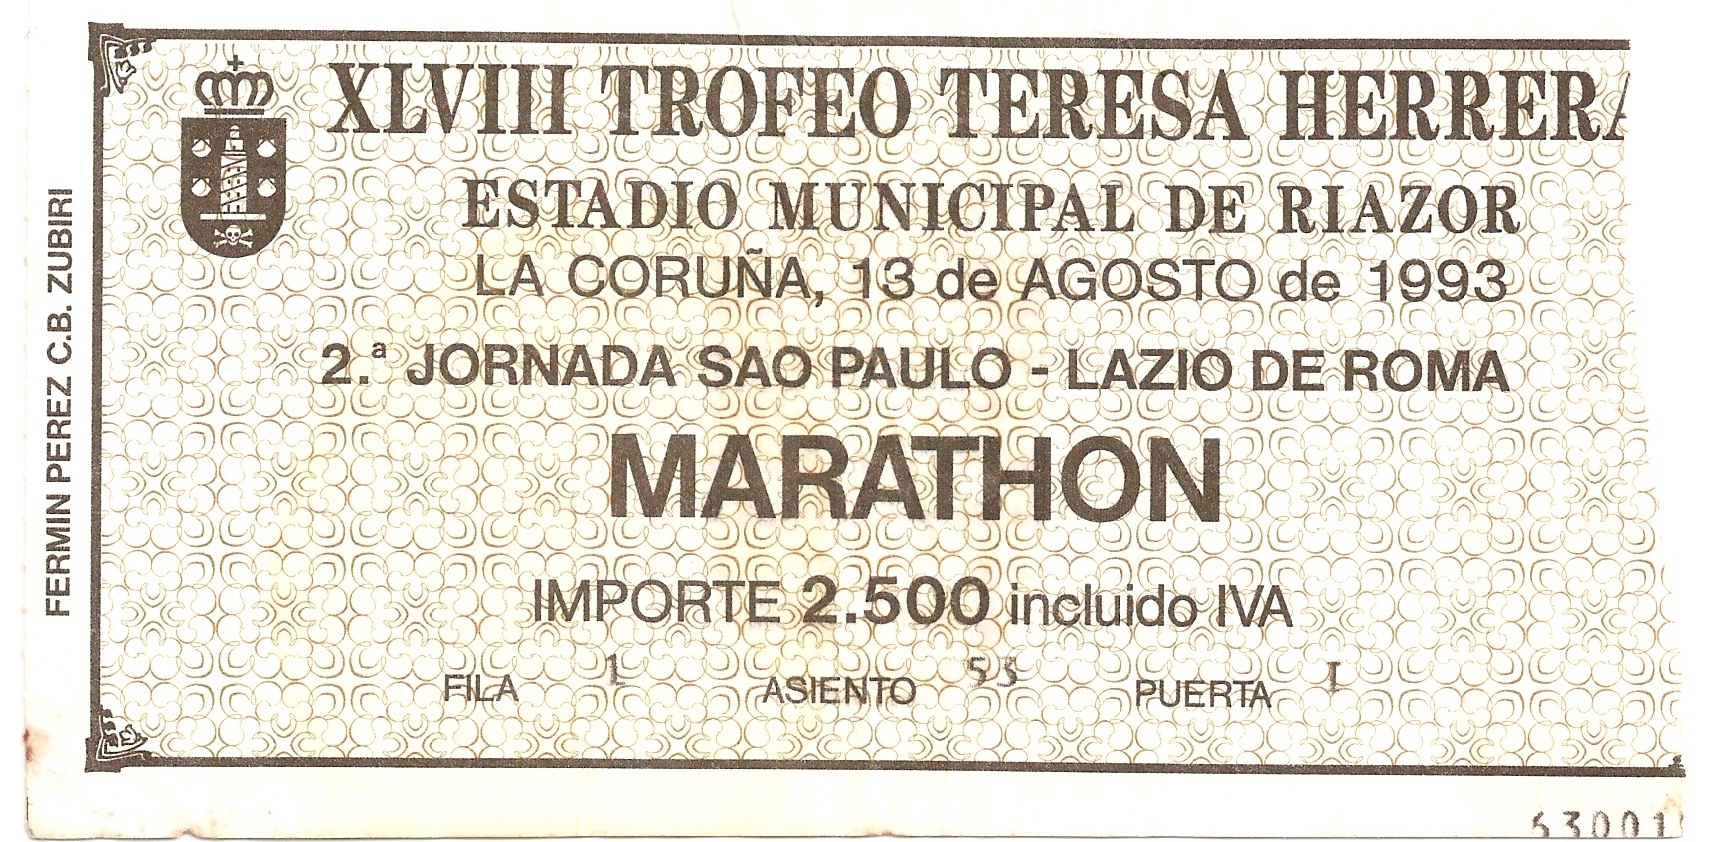 XLVIII TROFEO TERESA HERRERA
ESTADIO MUNICIPAL DE RIAZOR
LA CORUÑA, 13 de AGOSTO de 1993
2.ª JORNADA SAO PAULO - LAZIO DE ROMA
MARATHON
IMPORTE 2.500 incluido IVA
FILA 1 ASIENTO 53 PUERTA I
FERMIN PEREZ C.B. ZUBIRI